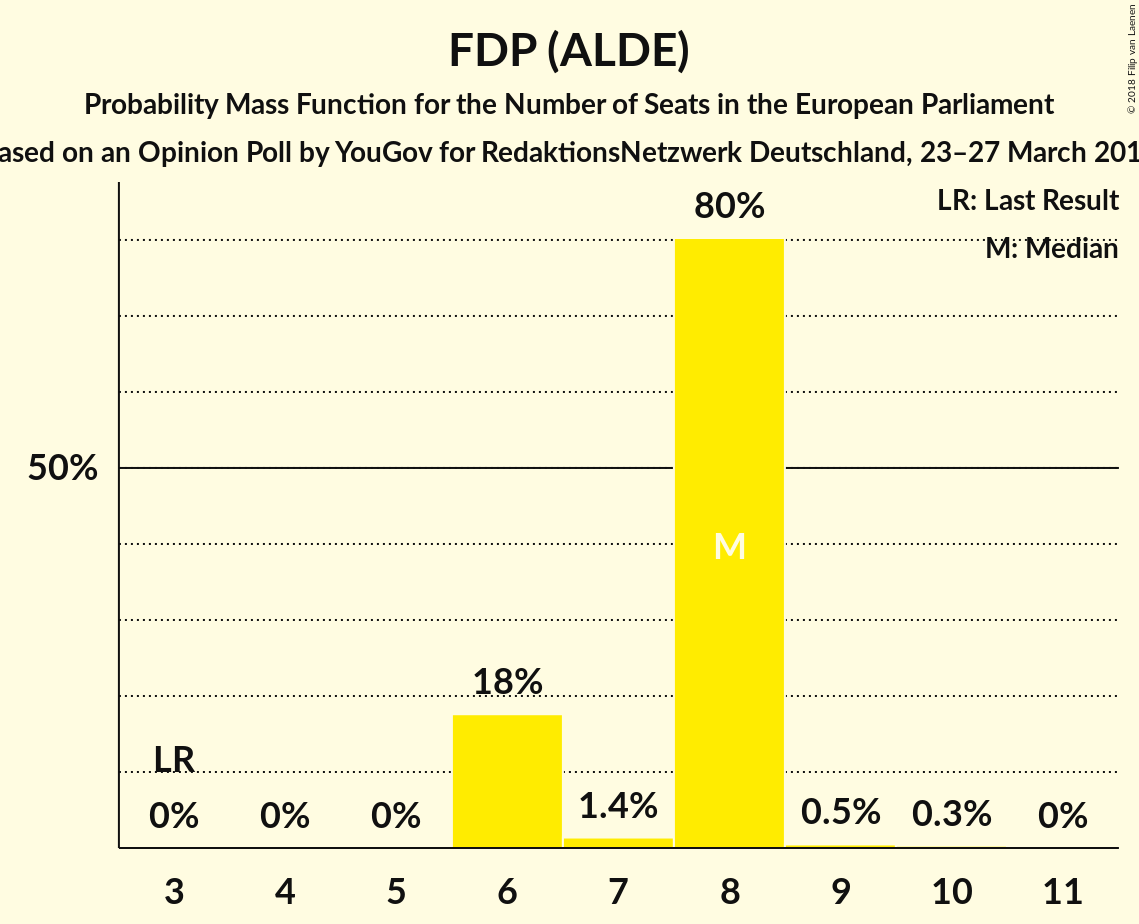 FDP (ALDE)
Probability Mass Function for the Number of Seats in the European Parliament
ased on an Opinion Poll by YouGov for RedaktionsNetzwerk Deutschland, 23–27 March 201
© 2018 Filip van Laenen
LR: Last Result
M: Median
80%
50%
M
18%
LR
0% 0% 0% 1.4% 0.5% 0.3% 0%
3 4 5 6 7 8 9 10 11